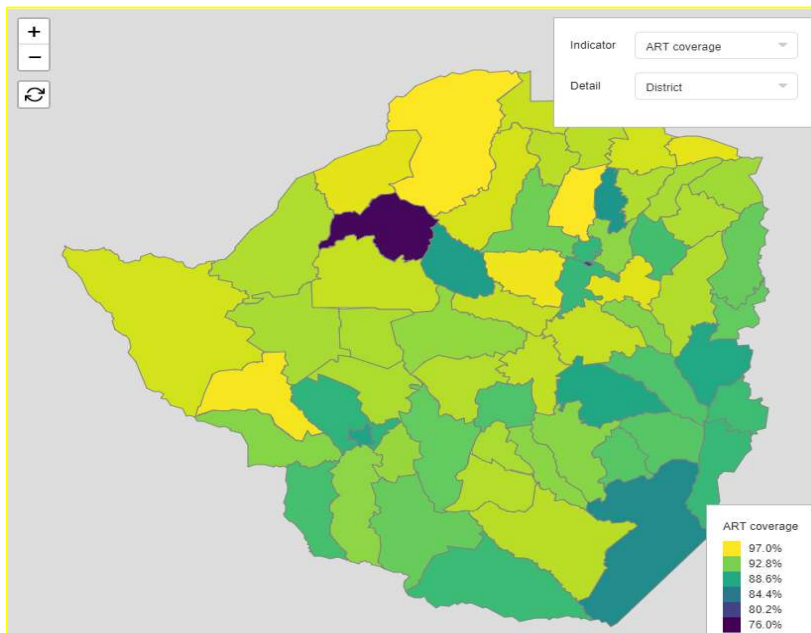 +
−
Indicator ART coverage
Detail District
ART coverage
97.0%
92.8%
88.6%
84.4%
80.2%
76.0%